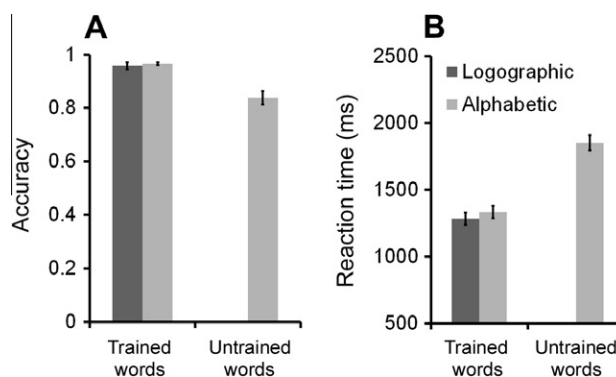 A
Accuracy
1
0.8
0.6
0.4
0.2
0
Trained words
Untrained words
B
Reaction time (ms)
2500
2000
1500
1000
500
Logographic
Alphabetic
Trained words
Untrained words